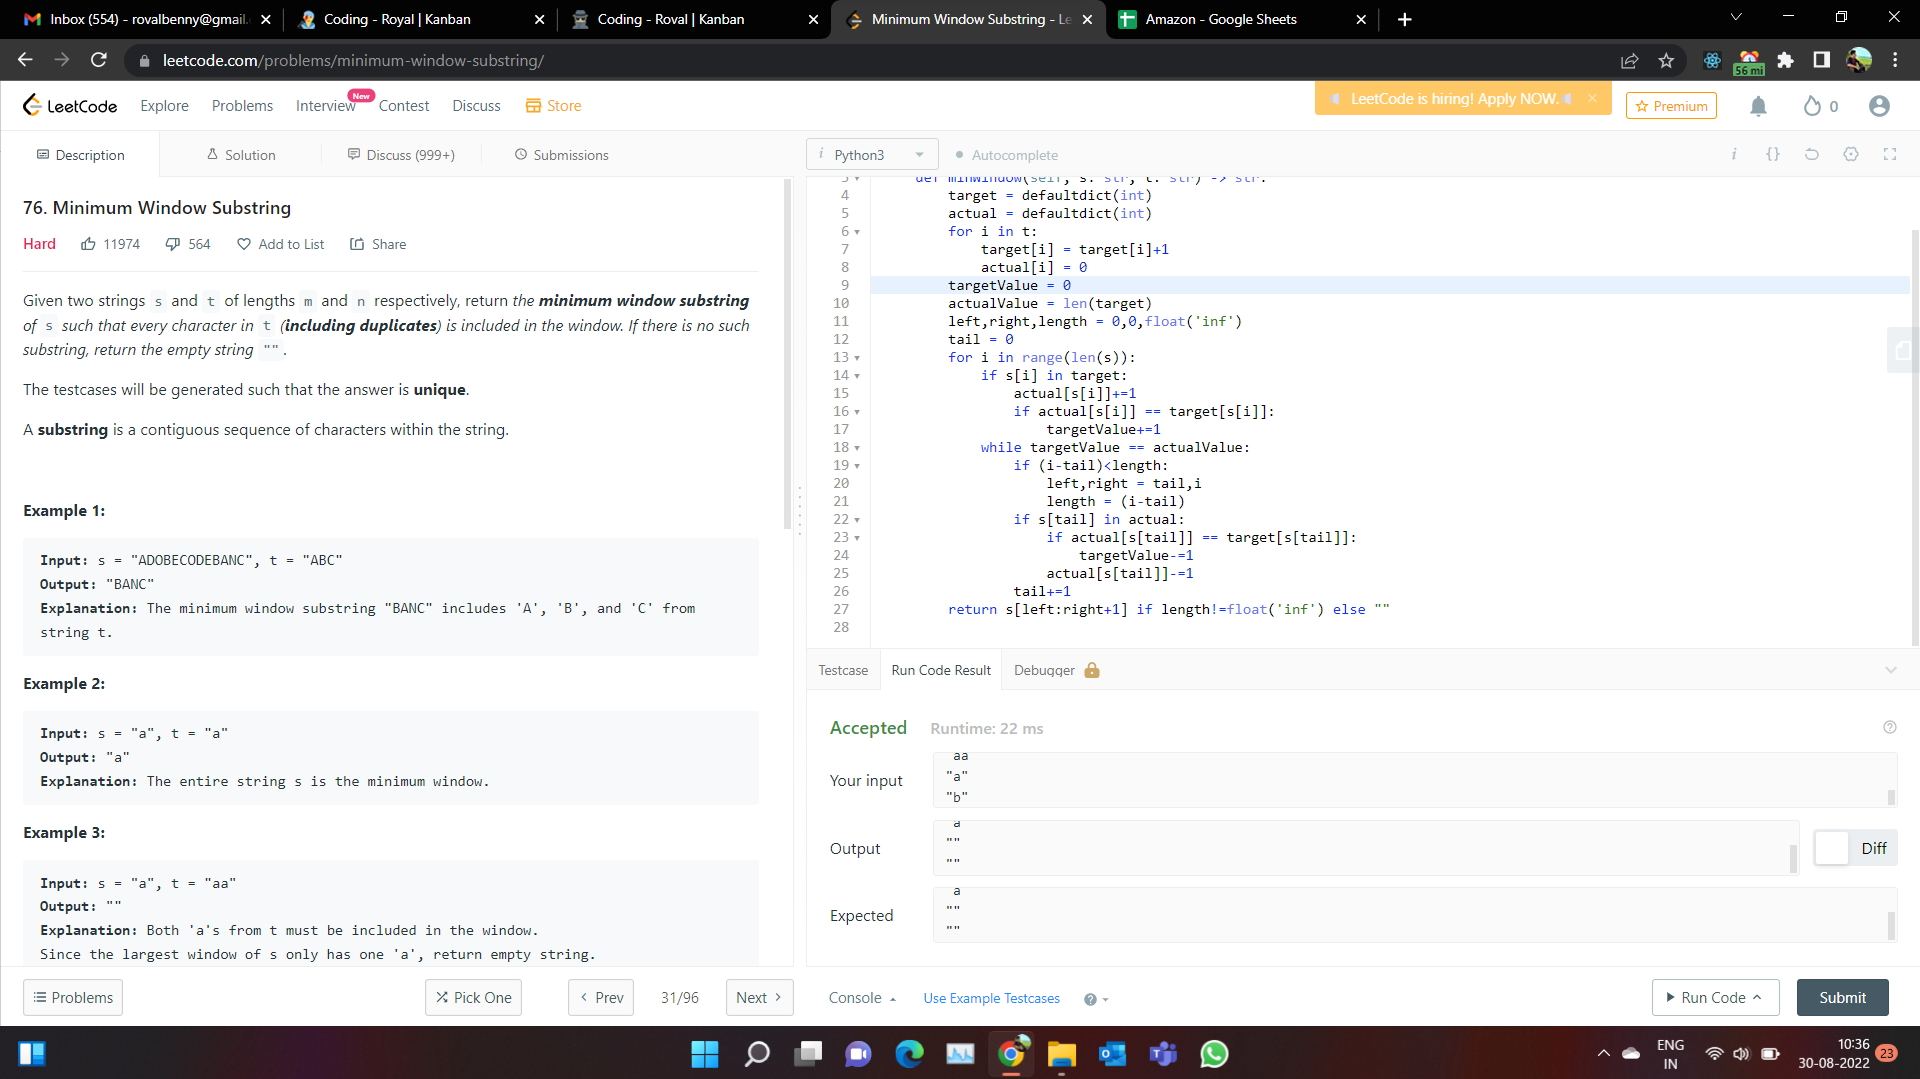 Inbox (554) - rovalbenny@gmail.
Coding - Royal | Kanban
Coding - Roval | Kanban
Minimum Window Substring - Le
Amazon - Google Sheets
leetcode.com/problems/minimum-window-substring/
56 mi
LeetCode
Explore
Problems
Interview
New
Contest
Discuss
Store
LeetCode is hiring! Apply NOW.
Premium
0
Description
Solution
Discuss (999+)
Submissions
i Python3
Autocomplete
i {}
76. Minimum Window Substring
Hard
11974
564
Add to List
Share
Given two strings s and t of lengths m and n respectively, return the minimum window substring
of s such that every character in t (including duplicates) is included in the window. If there is no such
substring, return the empty string "".
The testcases will be generated such that the answer is unique.
A substring is a contiguous sequence of characters within the string.
Example 1:
Input: s = "ADOBECODEBANC", t = "ABC"
Output: "BANC"
Explanation: The minimum window substring "BANC" includes 'A', 'B', and 'C' from
string t.
Example 2:
Input: s = "a", t = "a"
Output: "a"
Explanation: The entire string s is the minimum window.
Example 3:
Input: s = "a", t = "aa"
Output: ""
Explanation: Both 'a's from t must be included in the window.
Since the largest window of s only has one 'a', return empty string.
3 def minWindow(self, s: str, t: str) -> str:
4 target = defaultdict(int)
5 actual = defaultdict(int)
6 for i in t:
7 target[i] = target[i]+1
8 actual[i] = 0
9 targetValue = 0
10 actualValue = len(target)
11 left,right,length = 0,0,float('inf')
12 tail = 0
13 for i in range(len(s)):
14 if s[i] in target:
15 actual[s[i]]+=1
16 if actual[s[i]] == target[s[i]]:
17 targetValue+=1
18 while targetValue == actualValue:
19 if (i-tail)<length:
20 left,right = tail,i
21 length = (i-tail)
22 if s[tail] in actual:
23 if actual[s[tail]] == target[s[tail]]:
24 targetValue-=1
25 actual[s[tail]]-=1
26 tail+=1
27 return s[left:right+1] if length!=float('inf') else ""
28
Testcase
Run Code Result
Debugger
Accepted
Runtime: 22 ms
Your input
aa
"a"
"b"
Output
a
""
""
Diff
Expected
a
""
""
Problems
Pick One
Prev
31/96
Next
Console
Use Example Testcases
Run Code
Submit
ENG
IN
10:36
30-08-2022
23